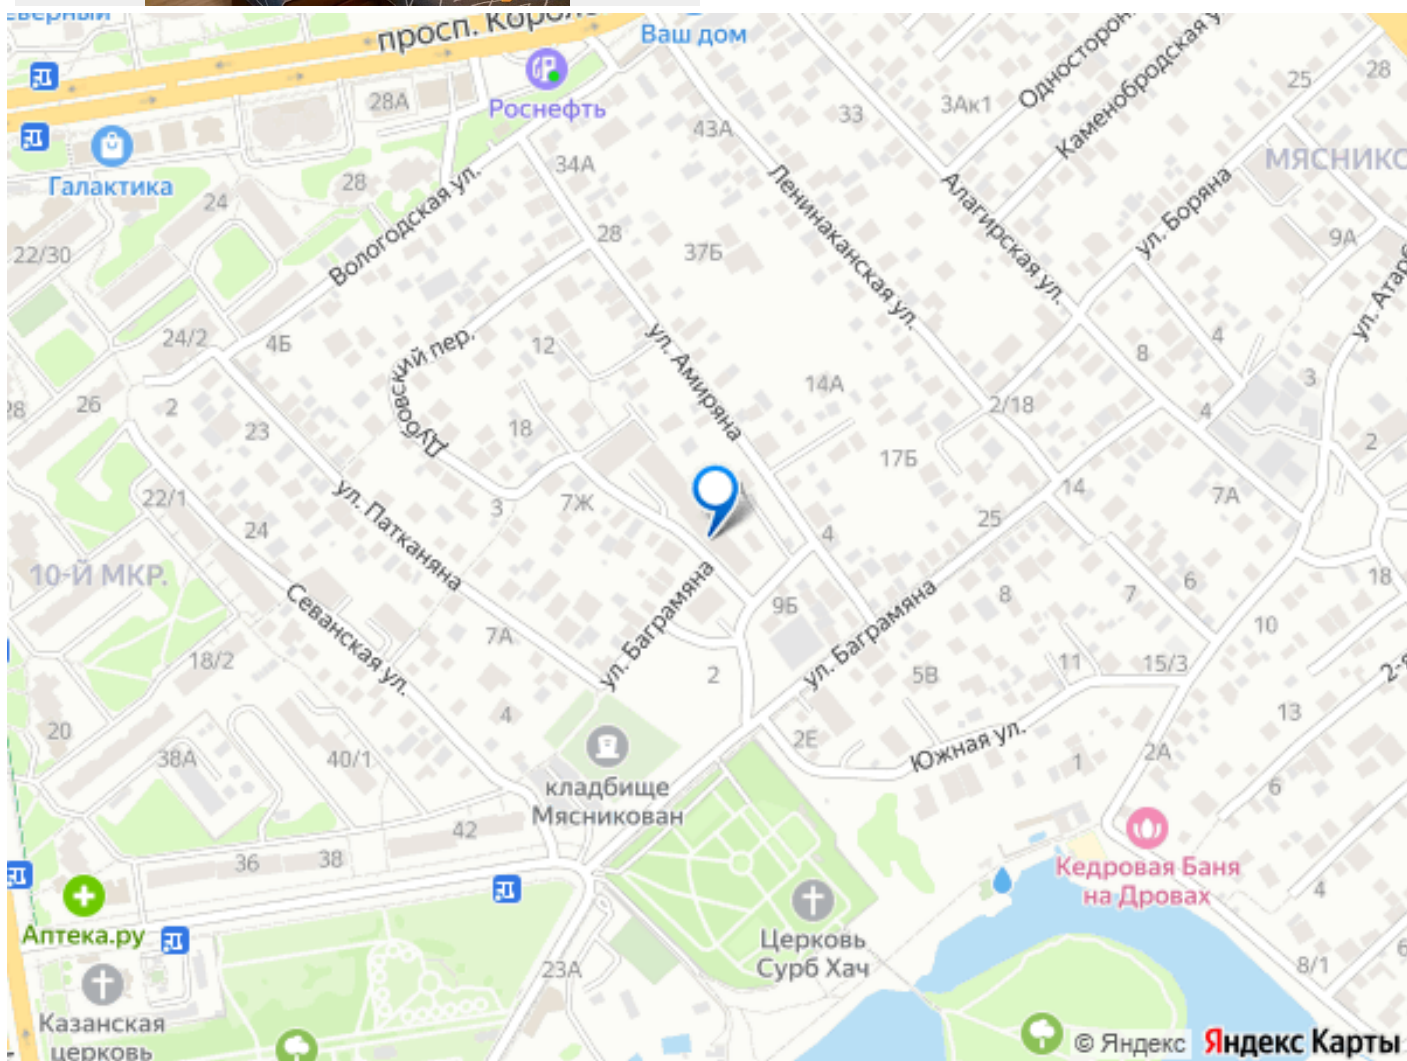 просп. Короле
Ваш дом
Роснефть
28А
Галактика
24
28
22/30
Вологодская ул.
34А
43А
33
3Ак1
Каменобродская у
25
28
МЯСНИКО
ул. Боряна
Алагирская ул.
Ленинаканская ул.
9А
ул. Атарб
28
37Б
24/2
4Б
Дубовский пер.
12
ул. Амиряна
14А
8
4
3
2/18
4
2
28
26
2
23
18
17Б
22/1
24
ул. Патканяна
3
7Ж
4
25
14
7А
10-Й МКР.
Севанская ул.
7А
18/2
ул. Баграмяна
9Б
ул. Баграмяна
8
7
6
18
10
2
5В
11
15/3
2-я
20
38А
40/1
4
кладбище
Мясникован
2Е
Южная ул.
1
2А
13
6
42
36
38
Аптека.ру
Казанская
церковь
23А
Церковь
Сурб Хач
Кедровая Баня
на Дровах
4
6
8/1
© Яндекс Яндекс Карты